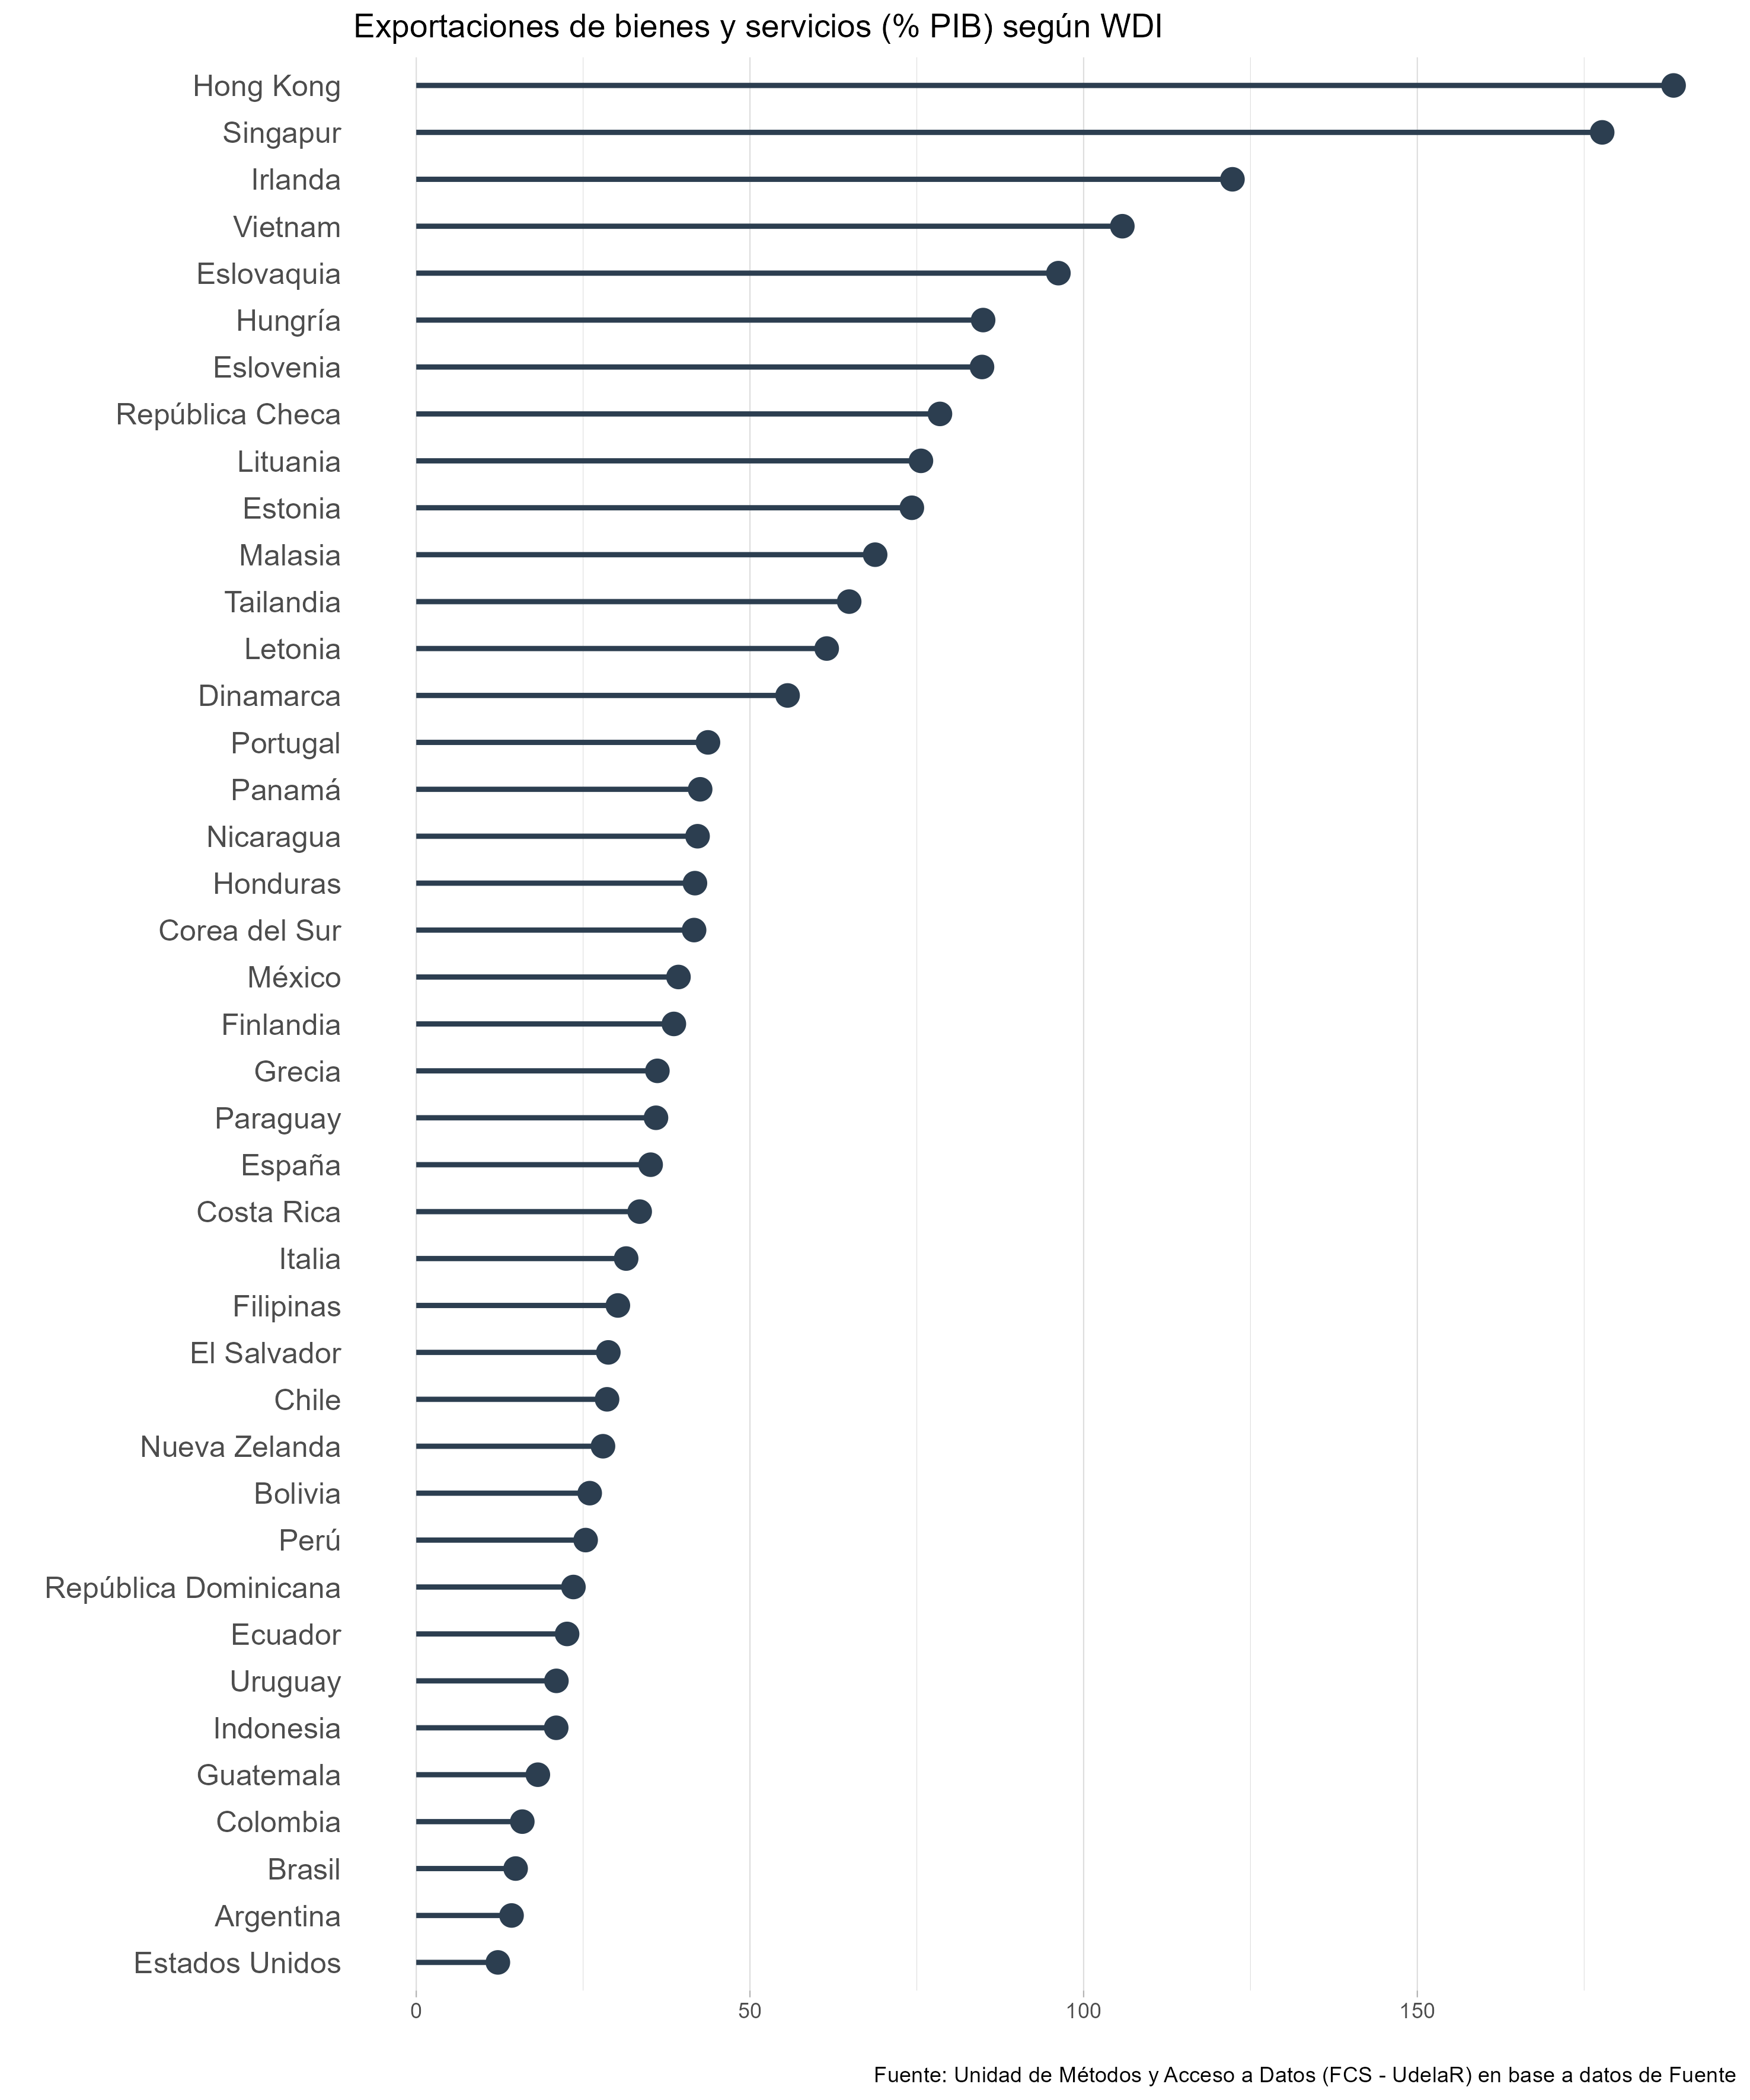 Exportaciones de bienes y servicios (% PIB) según WDI
Hong Kong
Singapur
Irlanda
Vietnam
Eslovaquia
Hungría
Eslovenia
República Checa
Lituania
Estonia
Malasia
Tailandia
Letonia
Dinamarca
Portugal
Panamá
Nicaragua
Honduras
Corea del Sur
México
Finlandia
Grecia
Paraguay
España
Costa Rica
Italia
Filipinas
El Salvador
Chile
Nueva Zelanda
Bolivia
Perú
República Dominicana
Ecuador
Uruguay
Indonesia
Guatemala
Colombia
Brasil
Argentina
Estados Unidos
0 50 100 150
Fuente: Unidad de Métodos y Acceso a Datos (FCS - UdelaR) en base a datos de Fuente